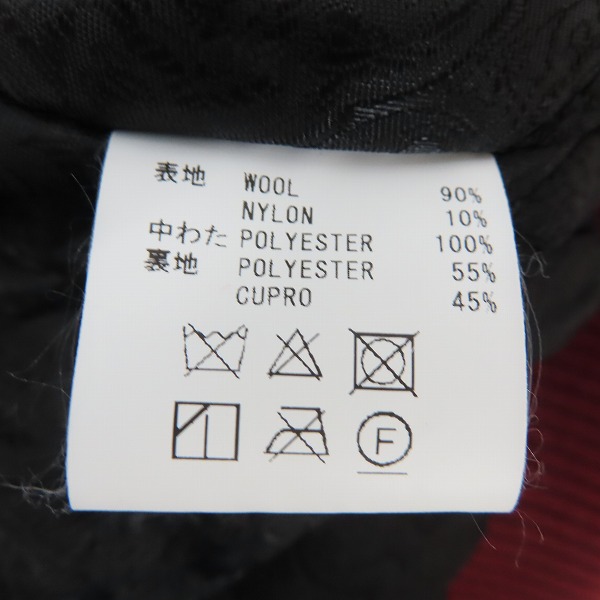 表地 WOOL 90%
NYLON 10%
中わた POLYESTER 100%
裏地 POLYESTER 55%
CUPRO 45%
F